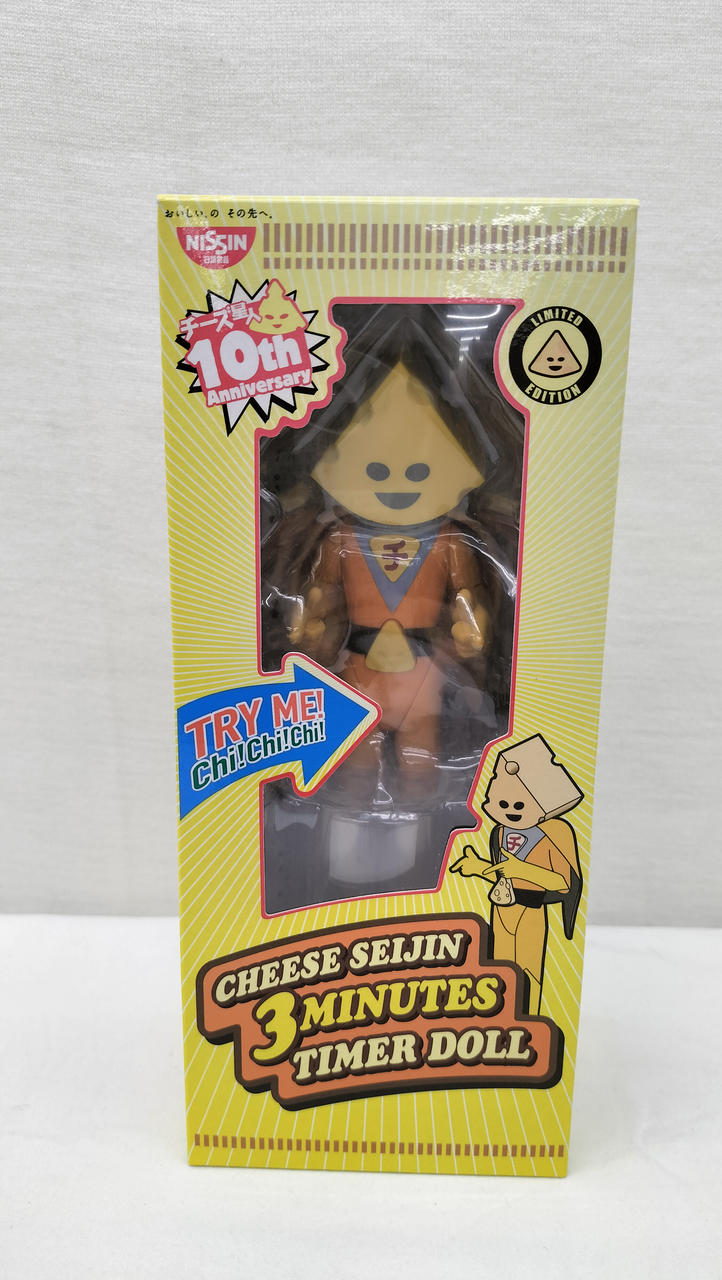 おいしい、の その先へ。
NISSIN
日清食品
チーズ星人
10th
Anniversary
LIMITED
EDITION
チ
TRY ME!
Chi!Chi!Chi!
チ
CHEESE SEIJIN
3 MINUTES
TIMER DOLL